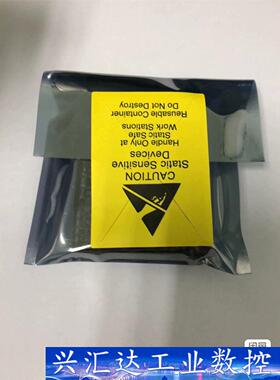 CAUTION
Static Sensitive
Devices
Handle Only at
Static Safe
Work Stations
Reusable Container
Do Not Destroy
兴汇达工业数控